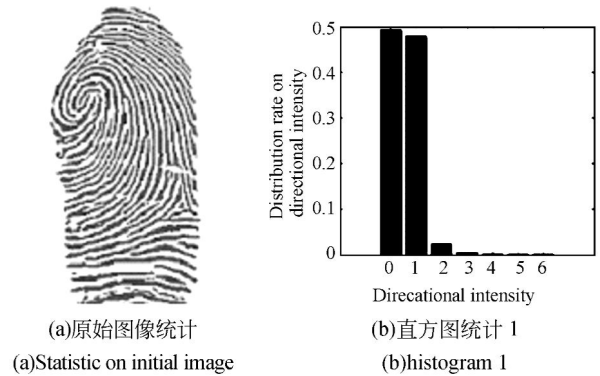 0.5
0.4
0.3
0.2
0.1
0
Distribution rate on
directional intensity
0 1 2 3 4 5 6
Direcational intensity
(a)原始图像统计
(b)直方图统计 1
(a)Statistic on initial image
(b)histogram 1